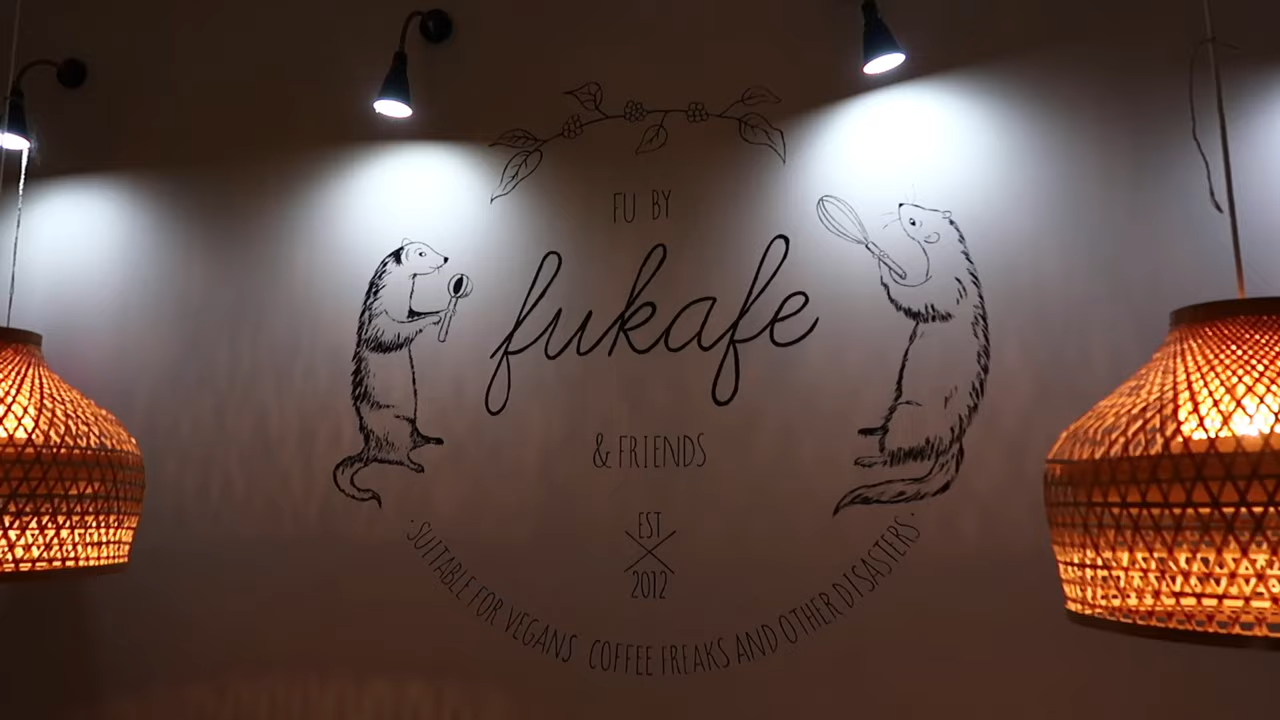 FU BY
fukafe
& FRIENDS
EST
2012
·SUITABLE FOR VEGANS COFFEE FREAKS AND OTHER DISASTERS·